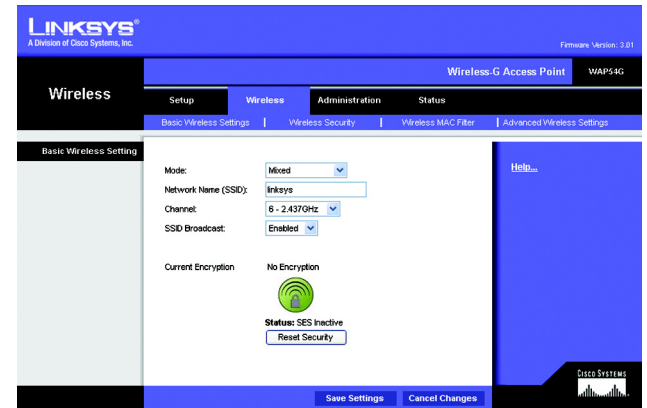 LINKSYS®
A Division of Cisco Systems, Inc.
Firmware Version: 3.01
Wireless-G Access Point WAP54G
Wireless
Setup Wireless Administration Status
Basic Wireless Settings | Wireless Security | Wireless MAC Filter | Advanced Wireless Settings
Basic Wireless Setting
Help...
Mode: Mixed
Network Name (SSID): linksys
Channel: 6 - 2.437GHz
SSID Broadcast: Enabled
Current Encryption No Encryption
Status: SES Inactive
Reset Security
CISCO SYSTEMS
Save Settings Cancel Changes